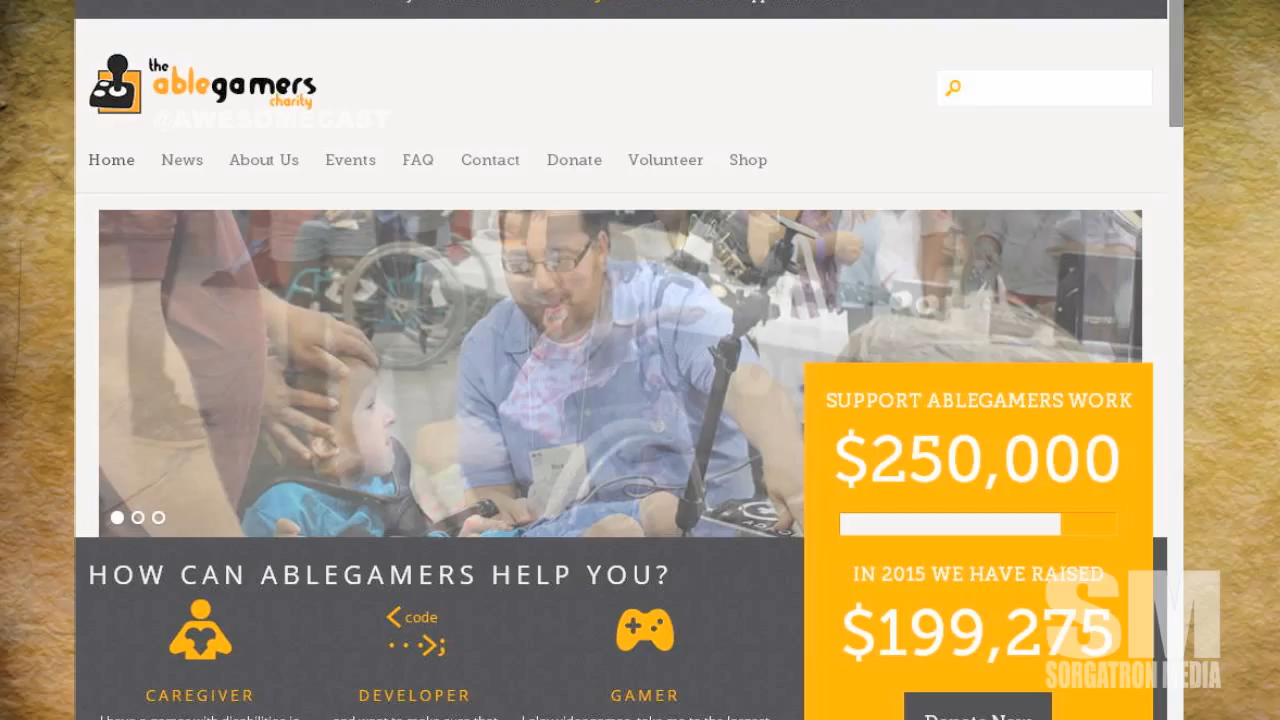 the
ablegamers
charity
@AWESOMECAST
Home News About Us Events FAQ Contact Donate Volunteer Shop
SUPPORT ABLEGAMERS WORK
$250,000
HOW CAN ABLEGAMERS HELP YOU?
IN 2015 WE HAVE RAISED
$199,275
<code
...>;
CAREGIVER DEVELOPER GAMER
SM
SORGATRON MEDIA
Donate Now